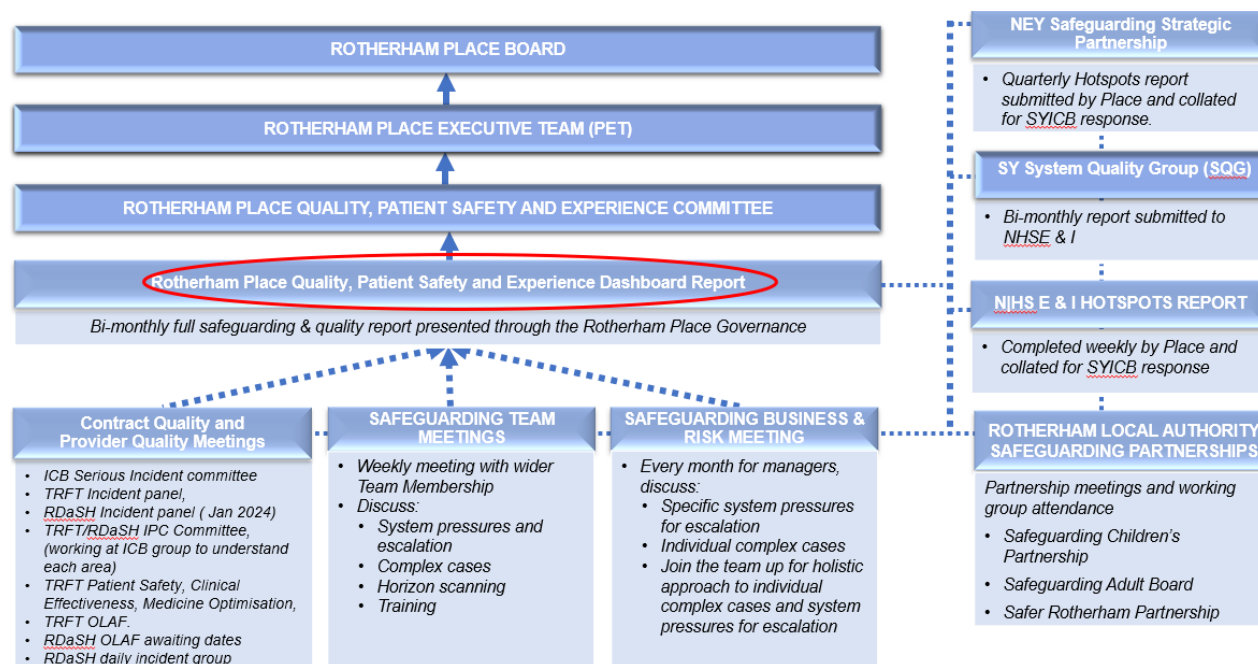 ROTHERHAM PLACE BOARD
ROTHERHAM PLACE EXECUTIVE TEAM (PET)
ROTHERHAM PLACE QUALITY, PATIENT SAFETY AND EXPERIENCE COMMITTEE
Rotherham Place Quality, Patient Safety and Experience Dashboard Report
Bi-monthly full safeguarding & quality report presented through the Rotherham Place Governance
Contract Quality and
Provider Quality Meetings
• ICB Serious Incident committee
• TRFT Incident panel,
• RDaSH Incident panel ( Jan 2024)
• TRFT/RDaSH IPC Committee,
(working at ICB group to understand
each area)
• TRFT Patient Safety, Clinical
Effectiveness, Medicine Optimisation,
• TRFT OLAF.
• RDaSH OLAF awaiting dates
• RDaSH daily incident group
SAFEGUARDING TEAM
MEETINGS
• Weekly meeting with wider
Team Membership
• Discuss:
• System pressures and
escalation
• Complex cases
• Horizon scanning
• Training
SAFEGUARDING BUSINESS &
RISK MEETING
• Every month for managers,
discuss:
• Specific system pressures
for escalation
• Individual complex cases
• Join the team up for holistic
approach to individual
complex cases and system
pressures for escalation
NEY Safeguarding Strategic
Partnership
• Quarterly Hotspots report
submitted by Place and collated
for SYICB response.
SY System Quality Group (SQG)
• Bi-monthly report submitted to
NHSE & I
N|HS E & I HOTSPOTS REPORT
• Completed weekly by Place and
collated for SYICB response
ROTHERHAM LOCAL AUTHORITY
SAFEGUARDING PARTNERSHIPS
Partnership meetings and working
group attendance
• Safeguarding Children's
Partnership
• Safeguarding Adult Board
• Safer Rotherham Partnership